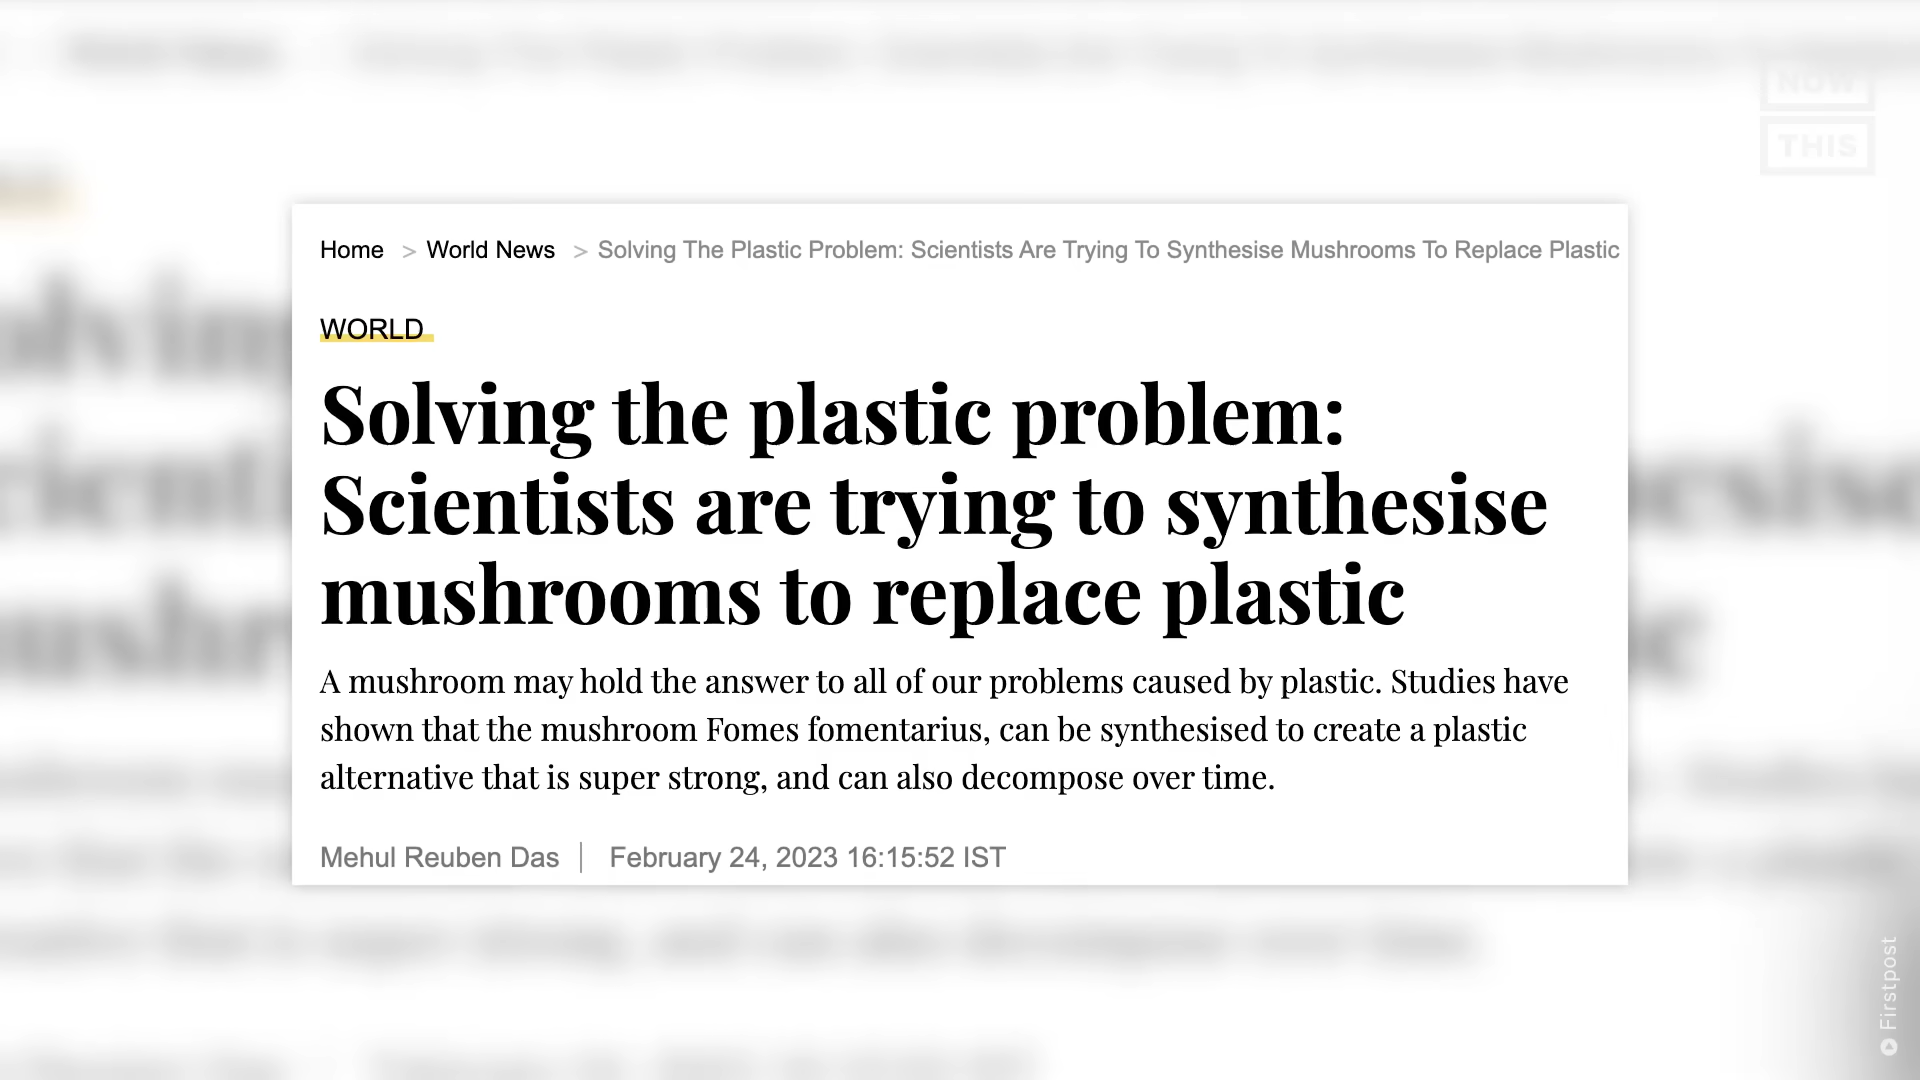 NOW
THIS
Home > World News > Solving The Plastic Problem: Scientists Are Trying To Synthesise Mushrooms To Replace Plastic
WORLD
Solving the plastic problem:
Scientists are trying to synthesise
mushrooms to replace plastic
A mushroom may hold the answer to all of our problems caused by plastic. Studies have
shown that the mushroom Fomes fomentarius, can be synthesised to create a plastic
alternative that is super strong, and can also decompose over time.
Mehul Reuben Das | February 24, 2023 16:15:52 IST
Firstpost